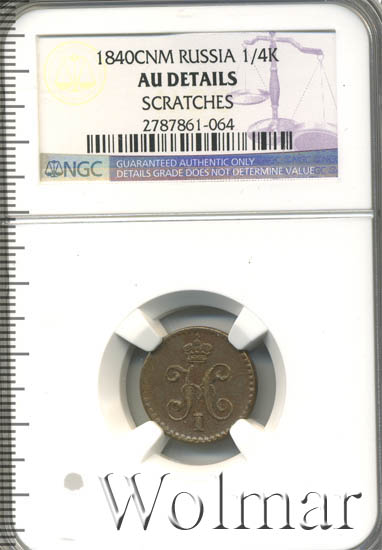 1840CNM RUSSIA 1/4K
AU DETAILS
SCRATCHES
2787861-064
NGC
GUARANTEED AUTHENTIC ONLY
DETAILS GRADE DOES NOT DETERMINE VALUE
I
Wolmar